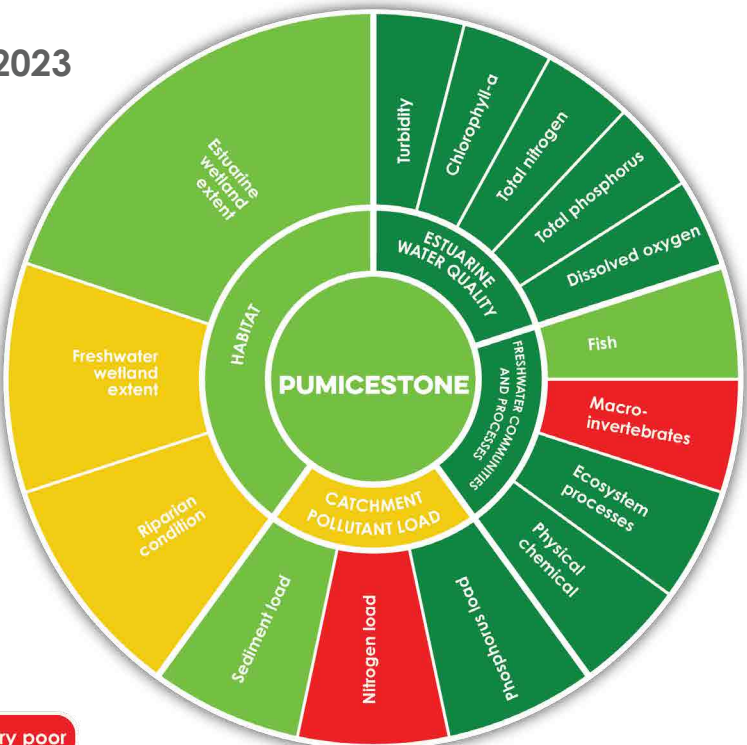 2023
Turbidity
Chlorophyll-a
Total nitrogen
Total phosphorus
Dissolved oxygen
Estuarine
wetland
extent
ESTUARINE
WATER QUALITY
HABITAT
PUMICESTONE
FRESHWATER COMMUNITIES
AND PROCESSES
Fish
Macro-
invertebrates
Freshwater
wetland
extent
Ecosystem
processes
Physical
chemical
CATCHMENT
POLLUTANT LOAD
Riparian
condition
Sediment load
Nitrogen load
Phosphorus load
poor